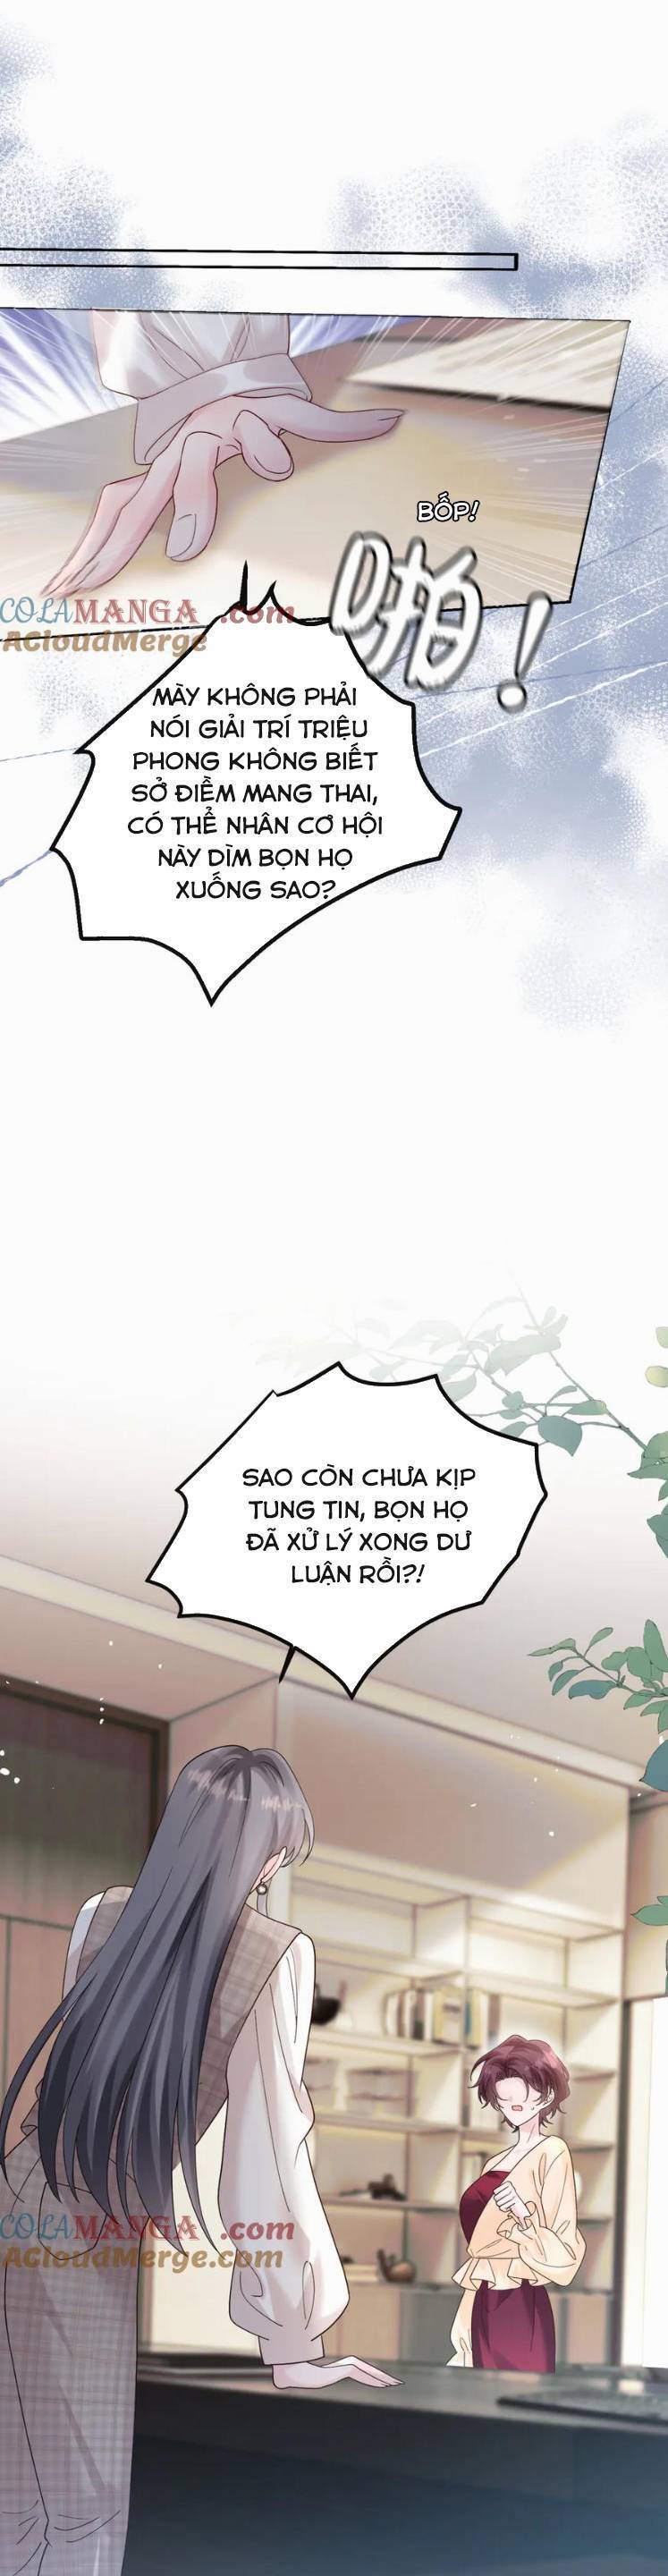 BỐP!
啪!
COLAMANGA.com
AcloudMerge
MÀY KHÔNG PHẢI
NÓI GIẢI TRÍ TRIỆU
PHONG KHÔNG BIẾT
SỞ ĐIỀM MANG THAI,
CÓ THỂ NHÂN CƠ HỘI
NÀY DÌM BỌN HỌ
XUỐNG SAO?
SAO CÒN CHƯA KỊP
TUNG TIN, BỌN HỌ
ĐÃ XỬ LÝ XONG DƯ
LUẬN RỒI?!
COLAMANGA.com
AcloudMerge.com